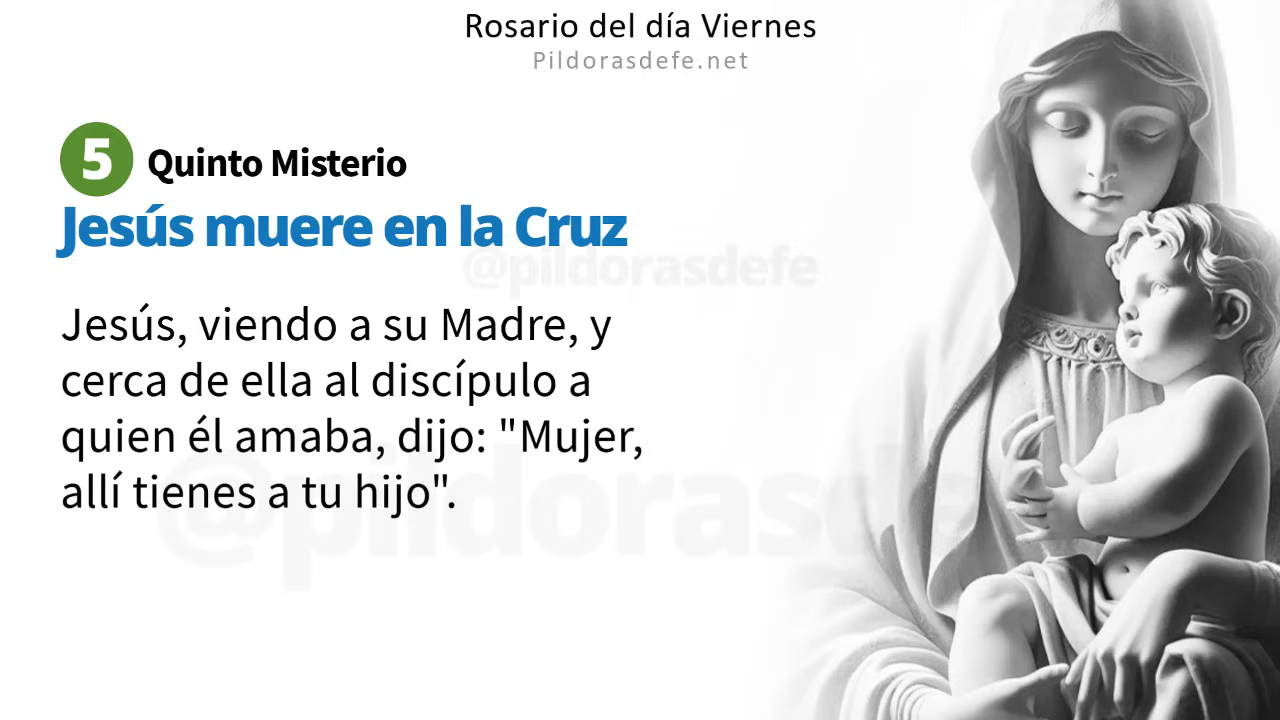 Rosario del día Viernes
Pildorasdefe.net
5 Quinto Misterio
Jesús muere en la Cruz
@pildorasdefe
Jesús, viendo a su Madre, y
cerca de ella al discípulo a
quien él amaba, dijo: "Mujer,
allí tienes a tu hijo".
@pildorasdefe